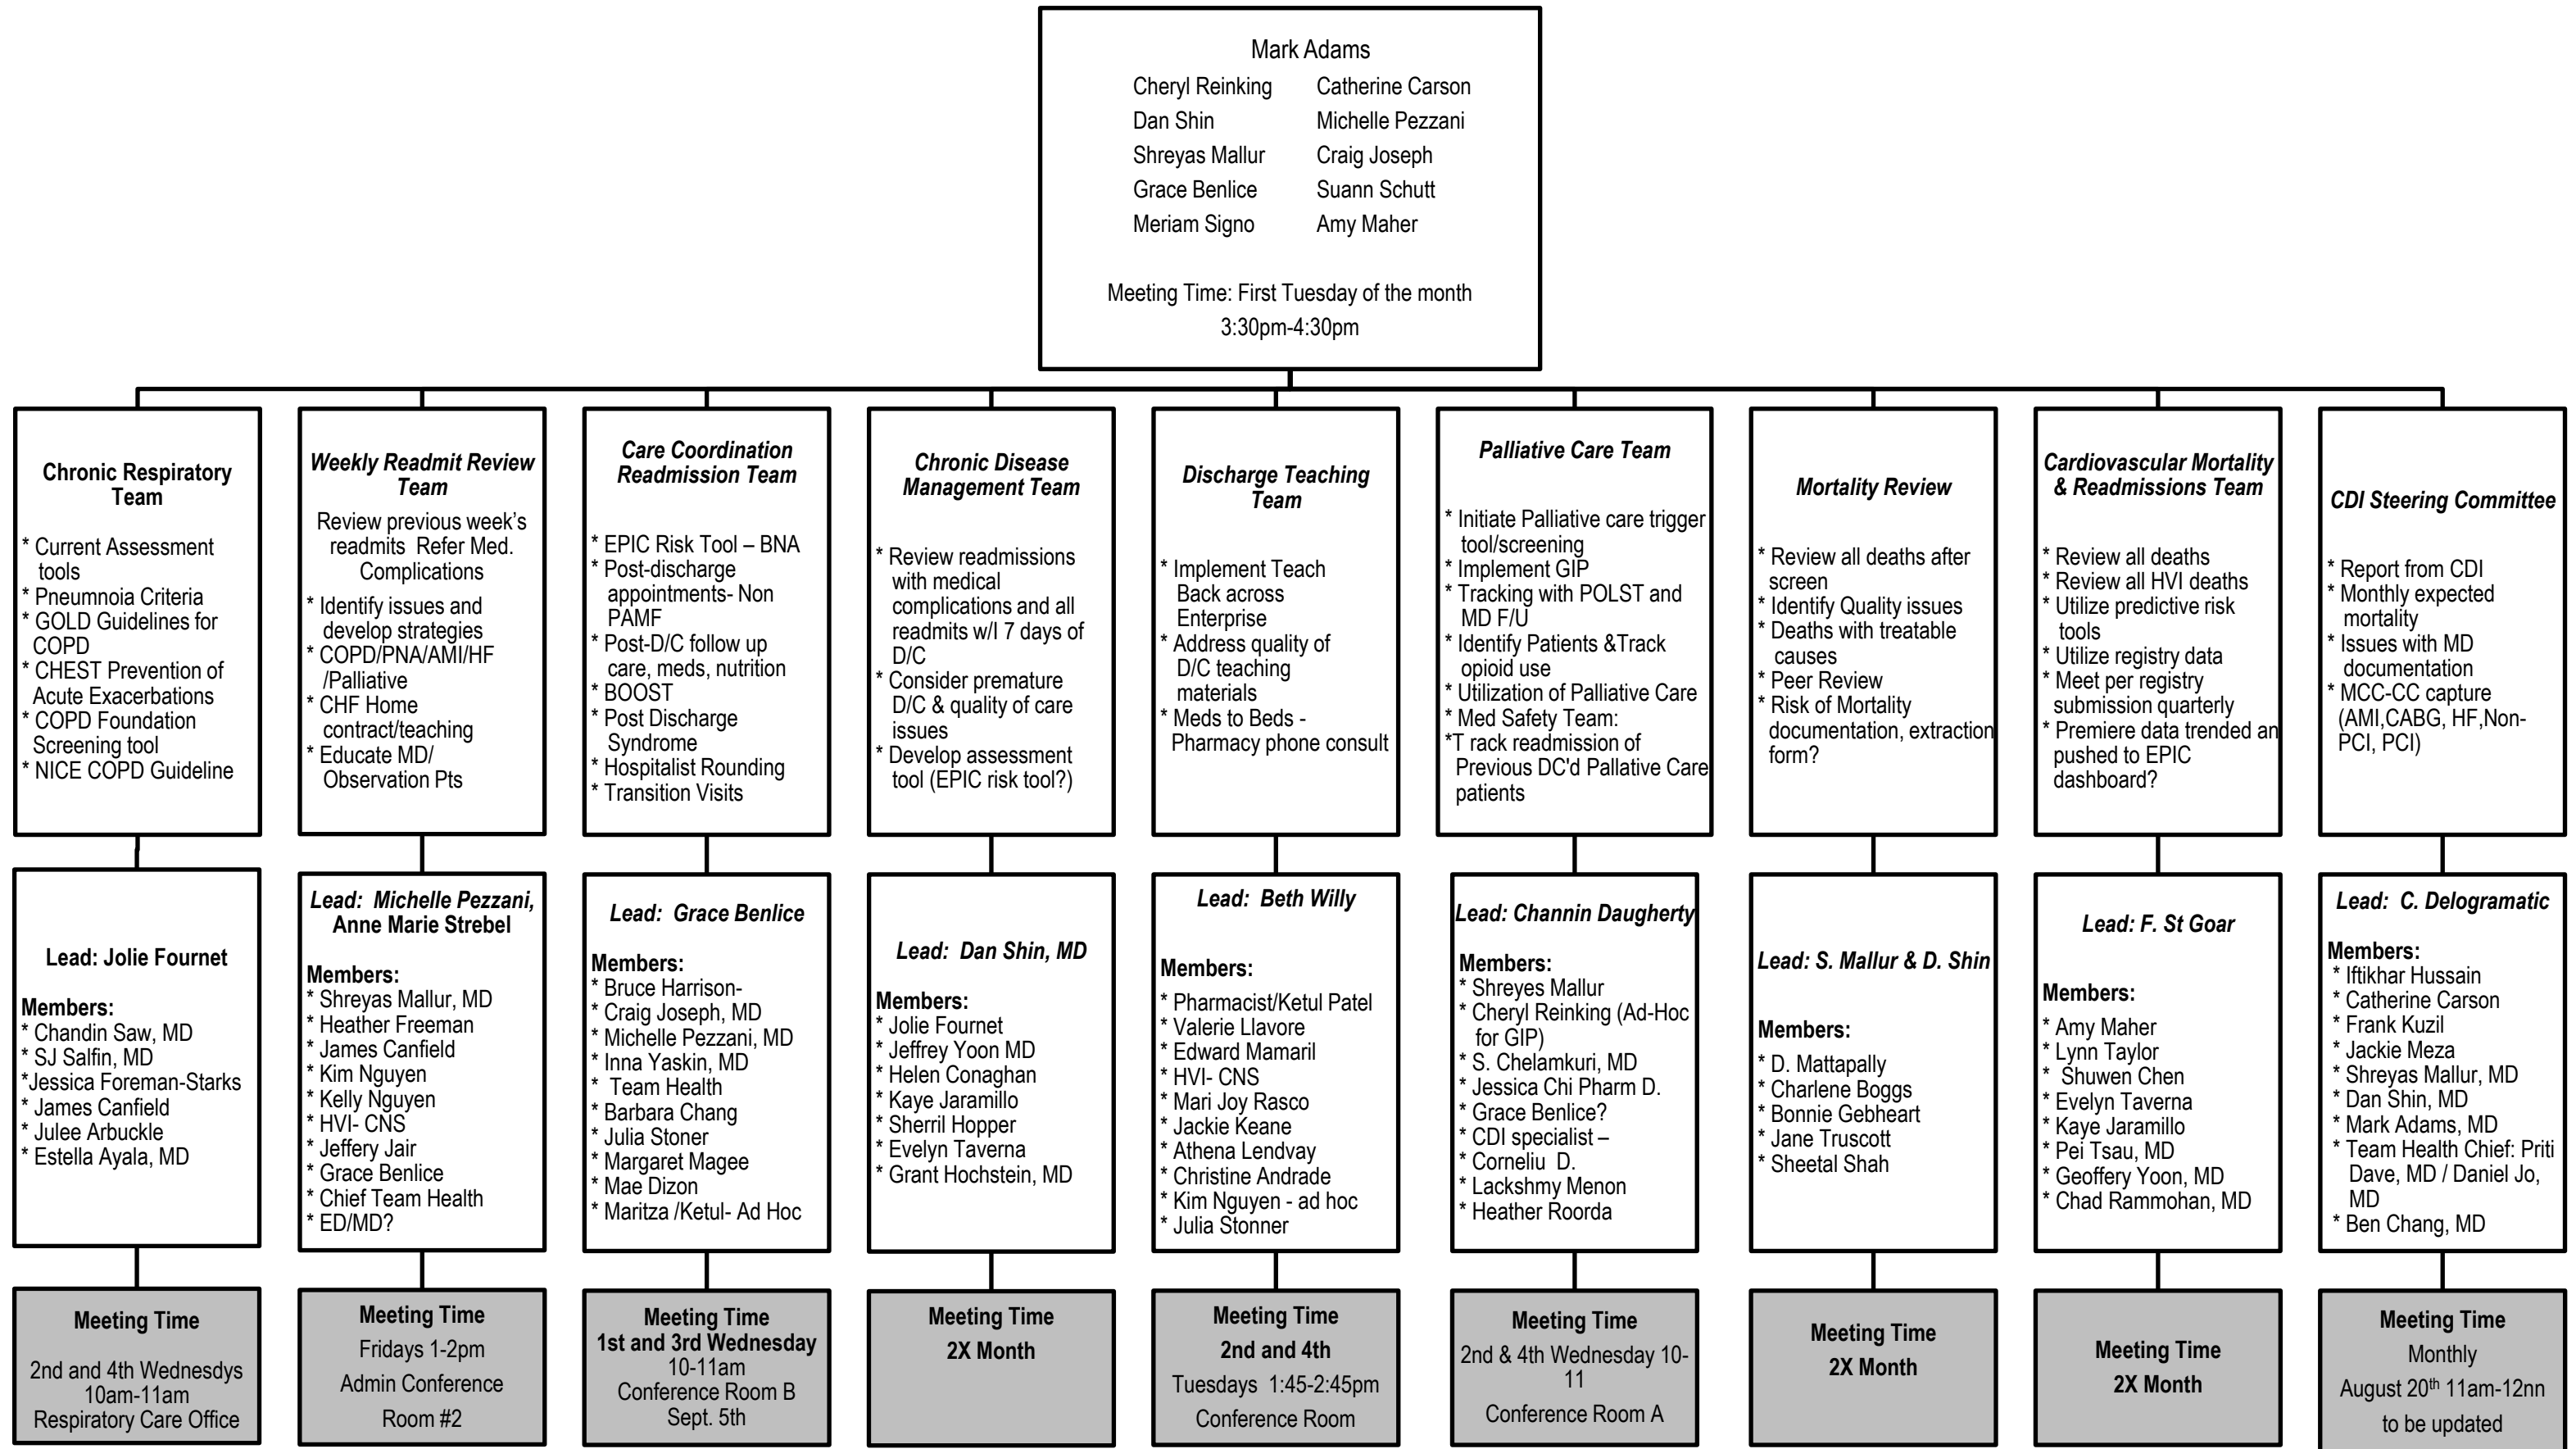 Mark Adams
Cheryl Reinking Catherine Carson
Dan Shin Michelle Pezzani
Shreyas Mallur Craig Joseph
Grace Benlice Suann Schutt
Meriam Signo Amy Maher
Meeting Time: First Tuesday of the month
3:30pm-4:30pm
Chronic Respiratory
Team
* Current Assessment
tools
* Pneumnoia Criteria
* GOLD Guidelines for
COPD
* CHEST Prevention of
Acute Exacerbations
* COPD Foundation
Screening tool
* NICE COPD Guideline
Lead: Jolie Fournet
Members:
* Chandin Saw, MD
* SJ Salfin, MD
*Jessica Foreman-Starks
* James Canfield
* Julee Arbuckle
* Estella Ayala, MD
Meeting Time
2nd and 4th Wednesdys
10am-11am
Respiratory Care Office
Weekly Readmit Review
Team
Review previous week’s
readmits Refer Med.
Complications
* Identify issues and
develop strategies
* COPD/PNA/AMI/HF
/Palliative
* CHF Home
contract/teaching
* Educate MD/
Observation Pts
Lead: Michelle Pezzani,
Anne Marie Strebel
Members:
* Shreyas Mallur, MD
* Heather Freeman
* James Canfield
* Kim Nguyen
* Kelly Nguyen
* HVI- CNS
* Jeffery Jair
* Grace Benlice
* Chief Team Health
* ED/MD?
Meeting Time
Fridays 1-2pm
Admin Conference
Room #2
Care Coordination
Readmission Team
* EPIC Risk Tool – BNA
* Post-discharge
appointments- Non
PAMF
* Post-D/C follow up
care, meds, nutrition
* BOOST
* Post Discharge
Syndrome
* Hospitalist Rounding
* Transition Visits
Lead: Grace Benlice
Members:
* Bruce Harrison-
* Craig Joseph, MD
* Michelle Pezzani, MD
* Inna Yaskin, MD
* Team Health
* Barbara Chang
* Julia Stoner
* Margaret Magee
* Mae Dizon
* Maritza /Ketul- Ad Hoc
Meeting Time
1st and 3rd Wednesday
10-11am
Conference Room B
Sept. 5th
Chronic Disease
Management Team
* Review readmissions
with medical
complications and all
readmits w/I 7 days of
D/C
* Consider premature
D/C & quality of care
issues
* Develop assessment
tool (EPIC risk tool?)
Lead: Dan Shin, MD
Members:
* Jolie Fournet
* Jeffrey Yoon MD
* Helen Conaghan
* Kaye Jaramillo
* Sherril Hopper
* Evelyn Taverna
* Grant Hochstein, MD
Meeting Time
2X Month
Discharge Teaching
Team
* Implement Teach
Back across
Enterprise
* Address quality of
D/C teaching
materials
* Meds to Beds -
Pharmacy phone consult
Lead: Beth Willy
Members:
* Pharmacist/Ketul Patel
* Valerie Llavore
* Edward Mamaril
* HVI- CNS
* Mari Joy Rasco
* Jackie Keane
* Athena Lendvay
* Christine Andrade
* Kim Nguyen - ad hoc
* Julia Stonner
Meeting Time
2nd and 4th
Tuesdays 1:45-2:45pm
Conference Room
Palliative Care Team
* Initiate Palliative care trigger
tool/screening
* Implement GIP
* Tracking with POLST and
MD F/U
* Identify Patients &Track
opioid use
* Utilization of Palliative Care
* Med Safety Team:
*T rack readmission of
Previous DC'd Pallative Care
patients
Lead: Channin Daugherty
Members:
* Shreyes Mallur
* Cheryl Reinking (Ad-Hoc
for GIP)
* S. Chelamkuri, MD
* Jessica Chi Pharm D.
* Grace Benlice?
* CDI specialist –
* Corneliu D.
* Lackshmy Menon
* Heather Roorda
Meeting Time
2nd & 4th Wednesday 10-
11
Conference Room A
Mortality Review
* Review all deaths after
screen
* Identify Quality issues
* Deaths with treatable
causes
* Peer Review
* Risk of Mortality
documentation, extraction
form?
Lead: S. Mallur & D. Shin
Members:
* D. Mattapally
* Charlene Boggs
* Bonnie Gebheart
* Jane Truscott
* Sheetal Shah
Meeting Time
2X Month
Cardiovascular Mortality
& Readmissions Team
* Review all deaths
* Review all HVI deaths
* Utilize predictive risk
tools
* Utilize registry data
* Meet per registry
submission quarterly
* Premiere data trended an
pushed to EPIC
dashboard?
Lead: F. St Goar
Members:
* Amy Maher
* Lynn Taylor
* Shuwen Chen
* Evelyn Taverna
* Kaye Jaramillo
* Pei Tsau, MD
* Geoffery Yoon, MD
* Chad Rammohan, MD
Meeting Time
2X Month
CDI Steering Committee
* Report from CDI
* Monthly expected
mortality
* Issues with MD
documentation
* MCC-CC capture
(AMI,CABG, HF,Non-
PCI, PCI)
Lead: C. Delogramatic
Members:
* Iftikhar Hussain
* Catherine Carson
* Frank Kuzil
* Jackie Meza
* Shreyas Mallur, MD
* Dan Shin, MD
* Mark Adams, MD
* Team Health Chief: Priti
Dave, MD / Daniel Jo,
MD
* Ben Chang, MD
Meeting Time
Monthly
August 20th 11am-12nn
to be updated